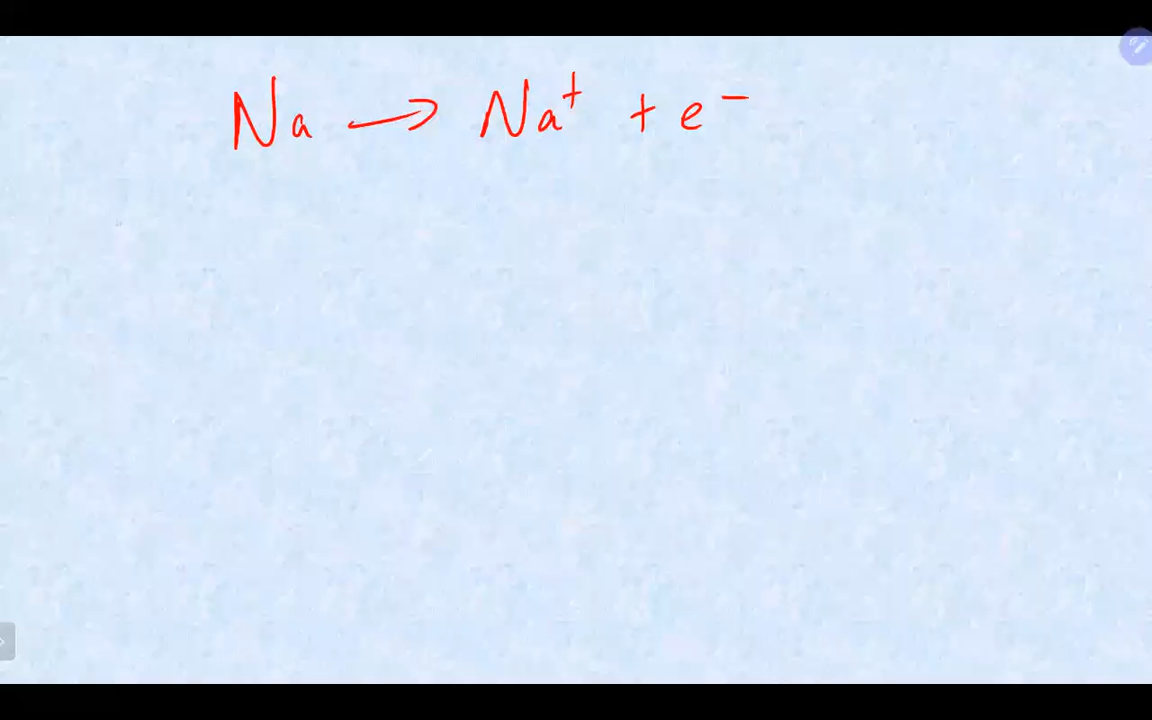 Na → Na⁺ + e⁻